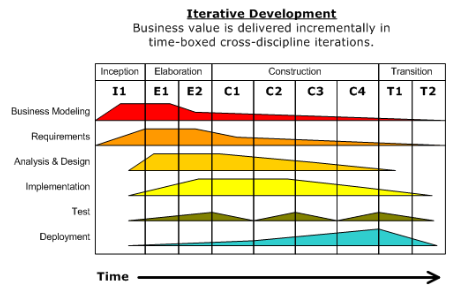 Iterative Development
Business value is delivered incrementally in
time-boxed cross-discipline iterations.
Inception Elaboration Construction Transition
I1 E1 E2 C1 C2 C3 C4 T1 T2
Business Modeling
Requirements
Analysis & Design
Implementation
Test
Deployment
Time